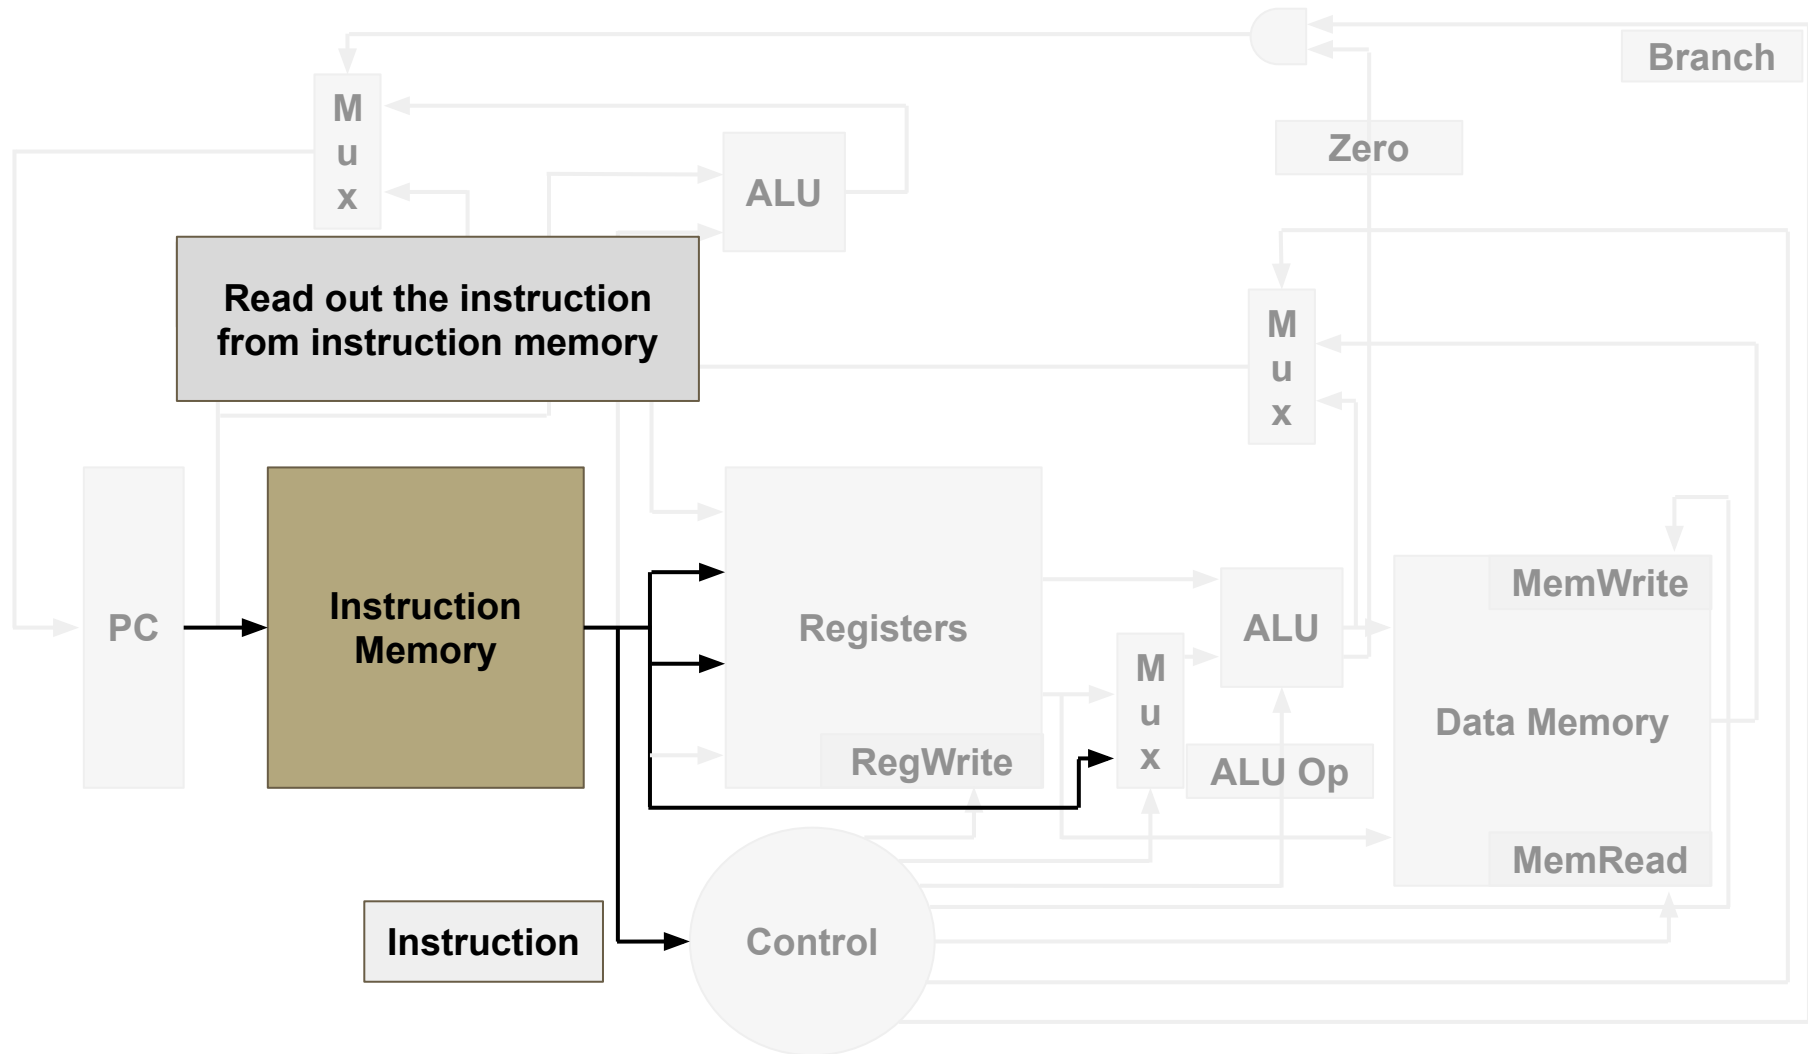 Branch
M
u
x
Zero
ALU
Read out the instruction
from instruction memory
M
u
x
PC
Instruction
Memory
Registers
RegWrite
M
u
x
ALU
ALU Op
MemWrite
Data Memory
MemRead
Instruction
Control